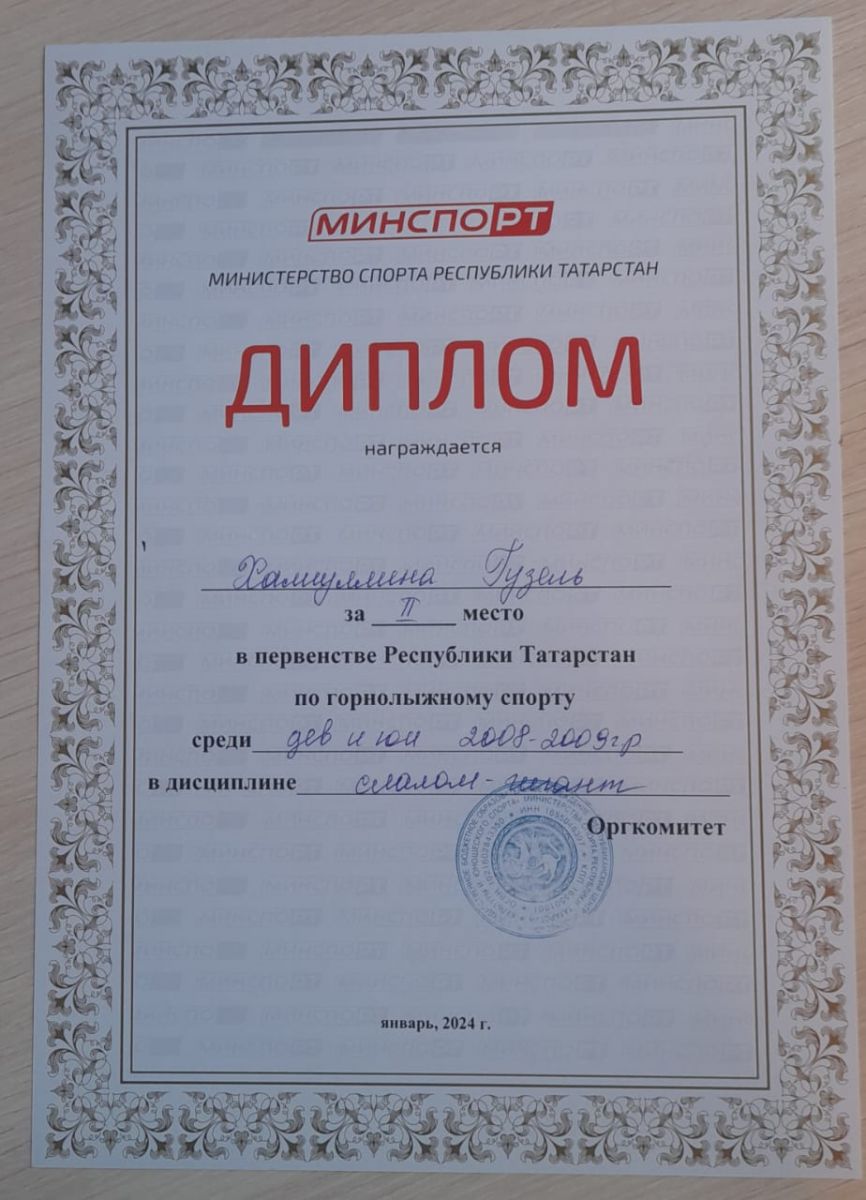 МИНСПОРТ
МИНИСТЕРСТВО СПОРТА РЕСПУБЛИКИ ТАТАРСТАН
ДИПЛОМ
награждается
Хамуллина Гузель
за II место
в первенстве Республики Татарстан
по горнолыжному спорту
среди дев и юн 2008-2009гр
в дисциплине слалом-гигант
Оргкомитет
январь, 2024 г.